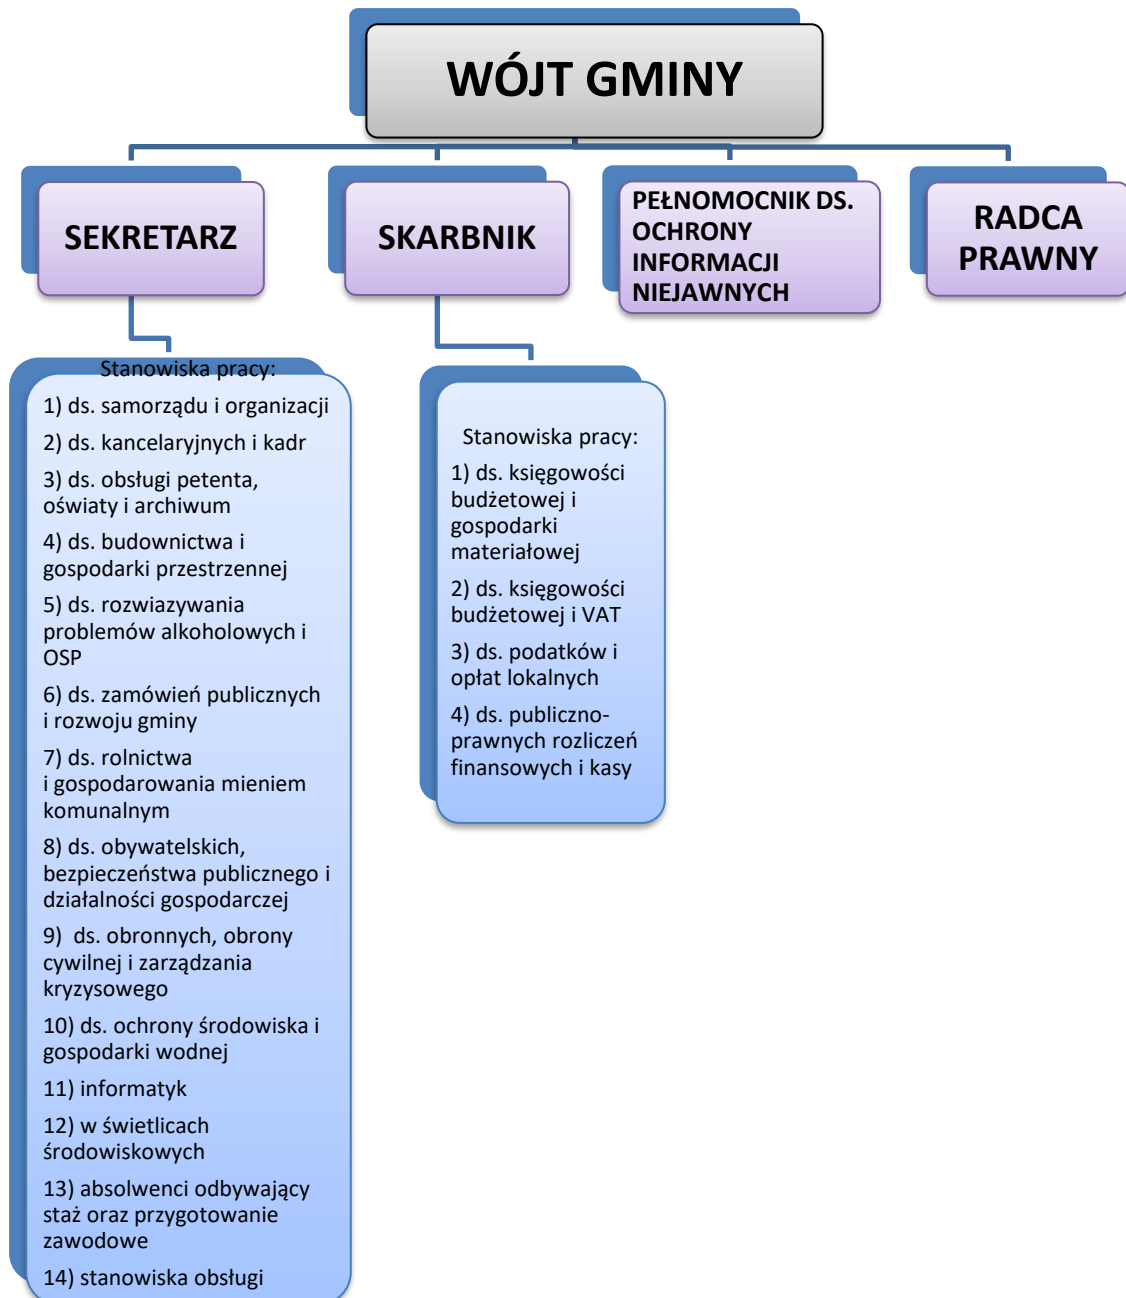 WÓJT GMINY
SEKRETARZ
SKARBNIK
PEŁNOMOCNIK DS.
OCHRONY
INFORMACJI
NIEJAWNYCH
RADCA
PRAWNY
Stanowiska pracy:
1) ds. samorządu i organizacji
2) ds. kancelaryjnych i kadr
3) ds. obsługi petenta,
oświaty i archiwum
4) ds. budownictwa i
gospodarki przestrzennej
5) ds. rozwiazywania
problemów alkoholowych i
OSP
6) ds. zamówień publicznych
i rozwoju gminy
7) ds. rolnictwa
i gospodarowania mieniem
komunalnym
8) ds. obywatelskich,
bezpieczeństwa publicznego i
działalności gospodarczej
9) ds. obronnych, obrony
cywilnej i zarządzania
kryzysowego
10) ds. ochrony środowiska i
gospodarki wodnej
11) informatyk
12) w świetlicach
środowiskowych
13) absolwenci odbywający
staż oraz przygotowanie
zawodowe
14) stanowiska obsługi
Stanowiska pracy:
1) ds. księgowości
budżetowej i
gospodarki
materiałowej
2) ds. księgowości
budżetowej i VAT
3) ds. podatków i
opłat lokalnych
4) ds. publiczno-
prawnych rozliczeń
finansowych i kasy